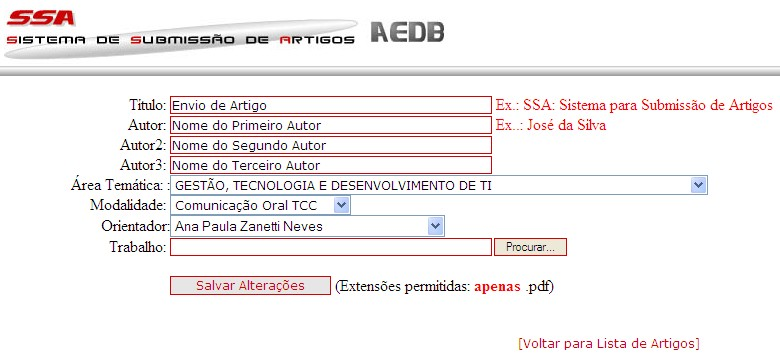 SSA
SISTEMA DE SUBMISSÃO DE ARTIGOS AEDB
Titulo: Envio de Artigo Ex.: SSA: Sistema para Submissão de Artigos
Autor: Nome do Primeiro Autor Ex..: José da Silva
Autor2: Nome do Segundo Autor
Autor3: Nome do Terceiro Autor
Área Temática: : GESTÃO, TECNOLOGIA E DESENVOLVIMENTO DE TI
Modalidade: Comunicação Oral TCC
Orientador: Ana Paula Zanetti Neves
Trabalho: Procurar...
Salvar Alterações (Extensões permitidas: apenas .pdf)
[Voltar para Lista de Artigos]